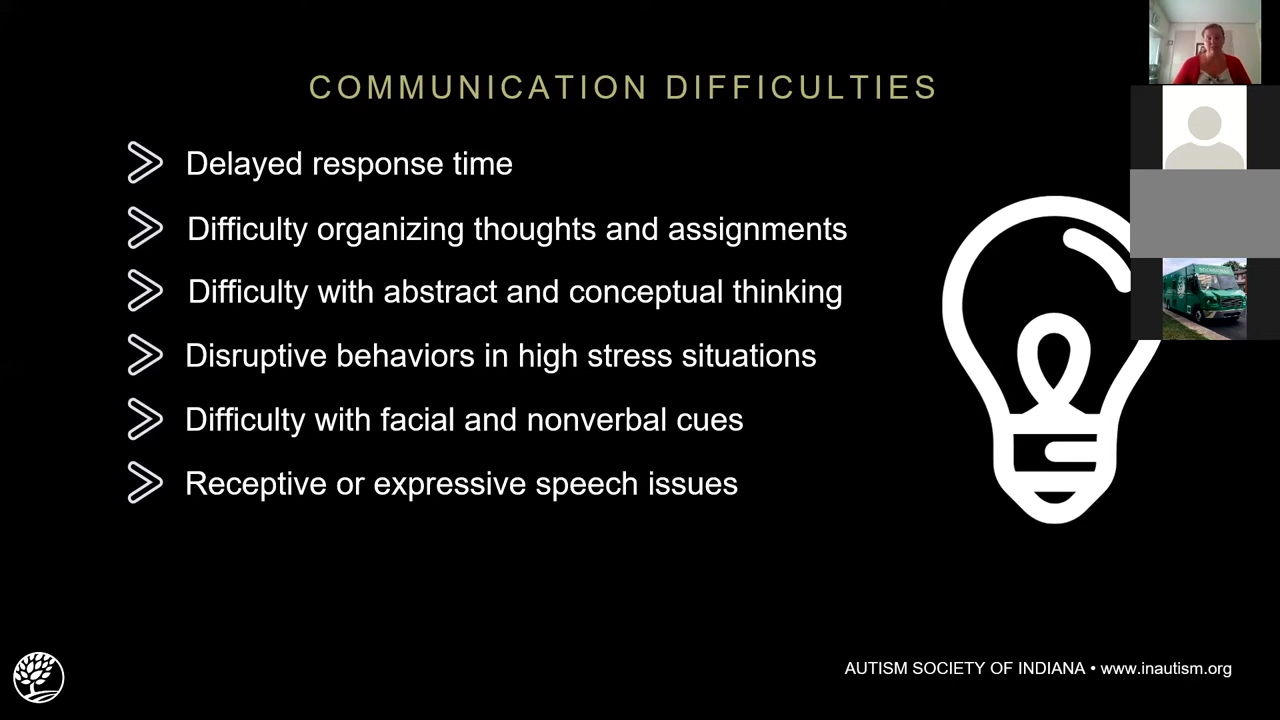 COMMUNICATION DIFFICULTIES
Delayed response time
Difficulty organizing thoughts and assignments
Difficulty with abstract and conceptual thinking
Disruptive behaviors in high stress situations
Difficulty with facial and nonverbal cues
Receptive or expressive speech issues
AUTISM SOCIETY OF INDIANA • www.inautism.org